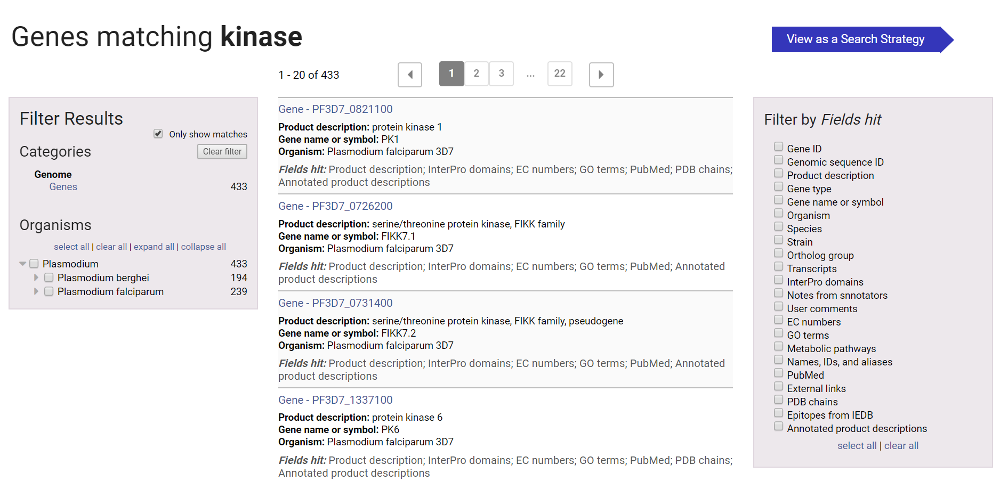 Genes matching kinase
View as a Search Strategy
1 - 20 of 433
1 2 3 ... 22
Filter Results
Only show matches
Categories
Clear filter
Genome
Genes 433
Organisms
select all | clear all | expand all | collapse all
Plasmodium 433
Plasmodium berghei 194
Plasmodium falciparum 239
Gene - PF3D7_0821100
Product description: protein kinase 1
Gene name or symbol: PK1
Organism: Plasmodium falciparum 3D7
Fields hit: Product description; InterPro domains; EC numbers; GO terms; PubMed; PDB chains;
Annotated product descriptions
Gene - PF3D7_0726200
Product description: serine/threonine protein kinase, FIKK family
Gene name or symbol: FIKK7.1
Organism: Plasmodium falciparum 3D7
Fields hit: Product description; InterPro domains; EC numbers; GO terms; PubMed; Annotated
product descriptions
Gene - PF3D7_0731400
Product description: serine/threonine protein kinase, FIKK family, pseudogene
Gene name or symbol: FIKK7.2
Organism: Plasmodium falciparum 3D7
Fields hit: Product description; InterPro domains; EC numbers; GO terms; PubMed; Annotated
product descriptions
Gene - PF3D7_1337100
Product description: protein kinase 6
Gene name or symbol: PK6
Organism: Plasmodium falciparum 3D7
Fields hit: Product description; InterPro domains; EC numbers; GO terms; PubMed; PDB chains;
Annotated product descriptions
Filter by Fields hit
Gene ID
Genomic sequence ID
Product description
Gene type
Gene name or symbol
Organism
Species
Strain
Ortholog group
Transcripts
InterPro domains
Notes from snnotators
User comments
EC numbers
GO terms
Metabolic pathways
Names, IDs, and aliases
PubMed
External links
PDB chains
Epitopes from IEDB
Annotated product descriptions
select all | clear all